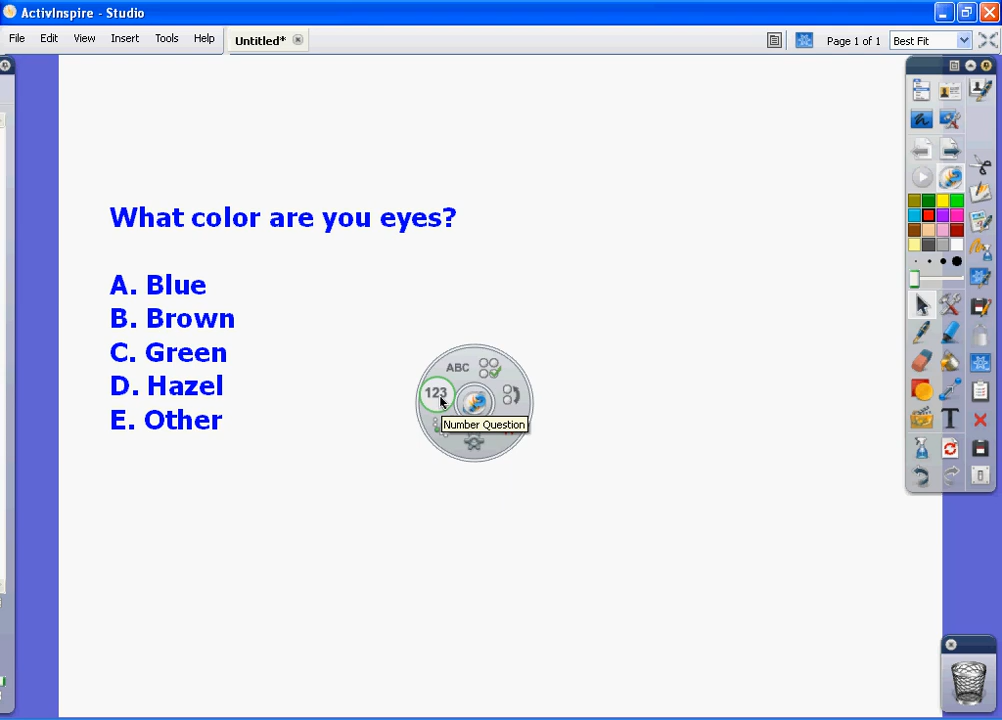 ActivInspire - Studio
File Edit View Insert Tools Help Untitled* Page 1 of 1 Best Fit
What color are you eyes?
A. Blue
B. Brown
C. Green
D. Hazel
E. Other
ABC
123
Number Question
T